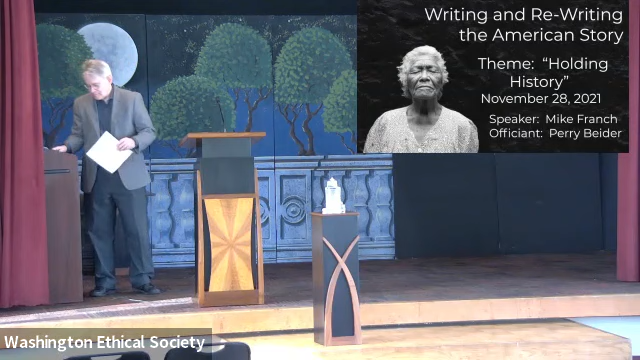 Writing and Re-Writing
the American Story
Theme: "Holding
History"
November 28, 2021
Speaker: Mike Franch
Officiant: Perry Beider
Washington Ethical Society